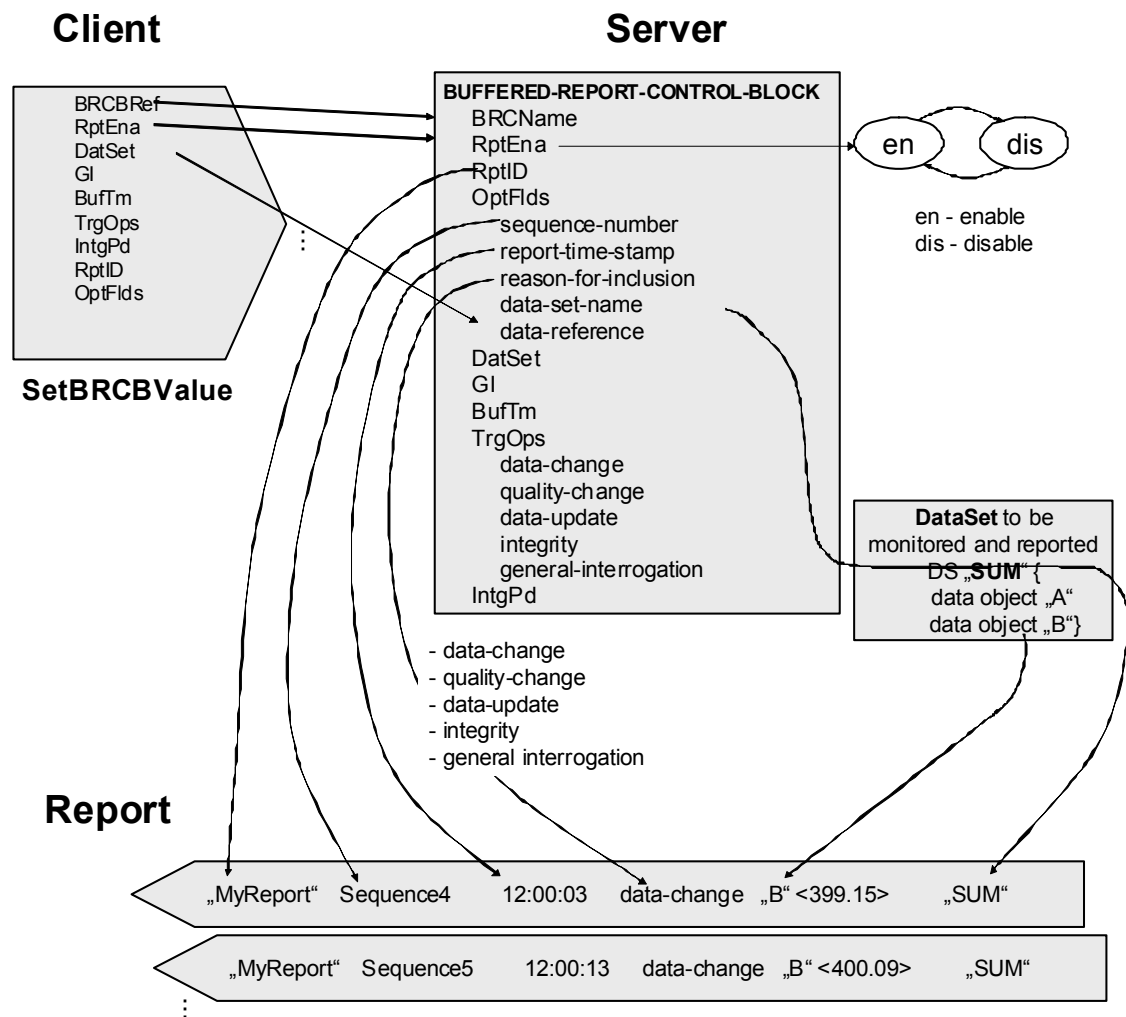 Client
Server
BRCBRef
RptEna
DatSet
GI
BufTm
TrgOps
IntgPd
RptID
OptFlds
⋮
SetBRCBValue
BUFFERED-REPORT-CONTROL-BLOCK
BRCName
RptEna
RptID
OptFlds
sequence-number
report-time-stamp
reason-for-inclusion
data-set-name
data-reference
DatSet
GI
BufTm
TrgOps
data-change
quality-change
data-update
integrity
general-interrogation
IntgPd
en
dis
en - enable
dis - disable
DataSet to be
monitored and reported
DS „SUM“ {
data object „A“
data object „B“}
- data-change
- quality-change
- data-update
- integrity
- general interrogation
Report
„MyReport“ Sequence4 12:00:03 data-change „B“ <399.15> „SUM“
„MyReport“ Sequence5 12:00:13 data-change „B“ <400.09> „SUM“
⋮